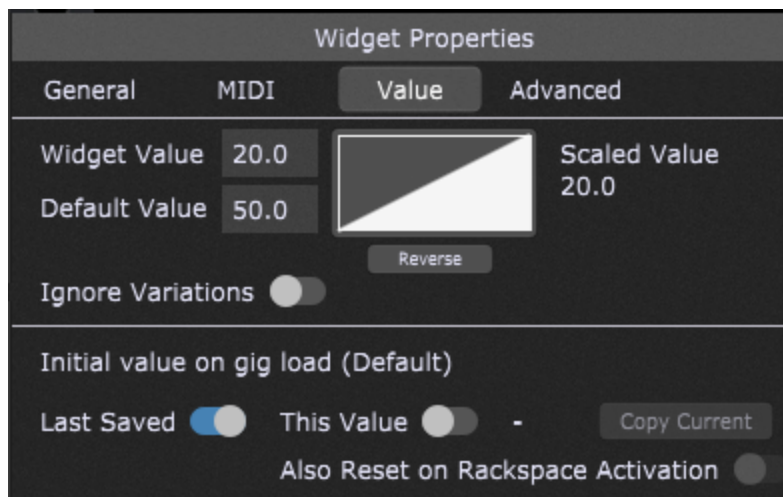 Widget Properties
General MIDI Value Advanced
Widget Value 20.0 Scaled Value
20.0
Default Value 50.0
Reverse
Ignore Variations
Initial value on gig load (Default)
Last Saved This Value - Copy Current
Also Reset on Rackspace Activation